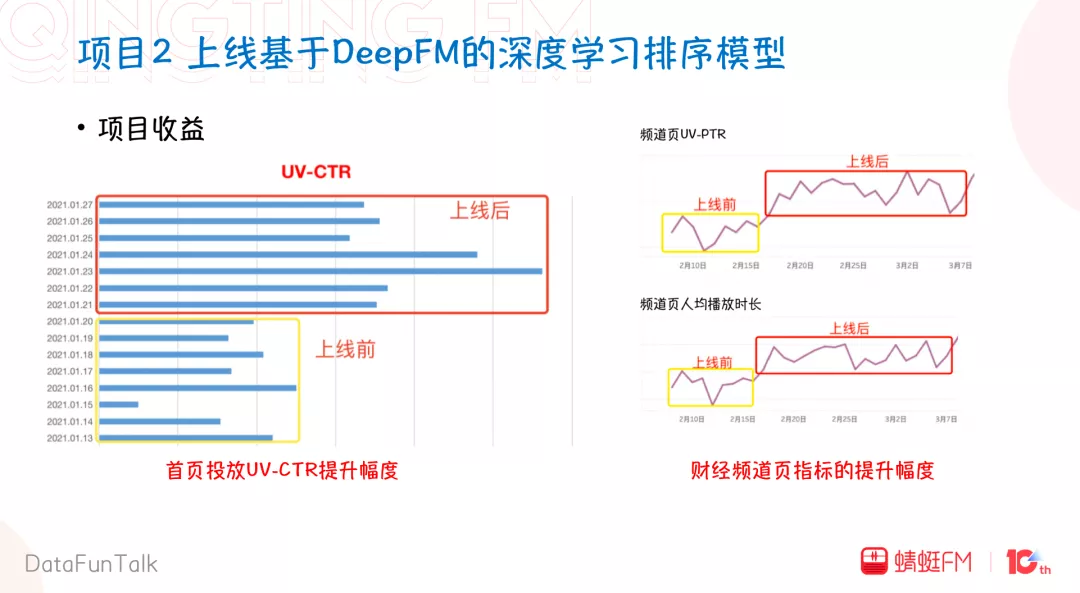 QINGTING FM
QINGTING FM
项目2 上线基于DeepFM的深度学习排序模型
• 项目收益
UV-CTR
2021.01.27
2021.01.26
2021.01.25
2021.01.24
2021.01.23
2021.01.22
2021.01.21
2021.01.20
2021.01.19
2021.01.18
2021.01.17
2021.01.16
2021.01.15
2021.01.14
2021.01.13
上线后
上线前
首页投放UV-CTR提升幅度
频道页UV-PTR
上线后
上线前
2月10日 2月15日 2月20日 2月25日 3月2日 3月7日
频道页人均播放时长
上线后
上线前
2月10日 2月15日 2月20日 2月25日 3月2日 3月7日
财经频道页指标的提升幅度
DataFunTalk
蜻蜓FM
10th